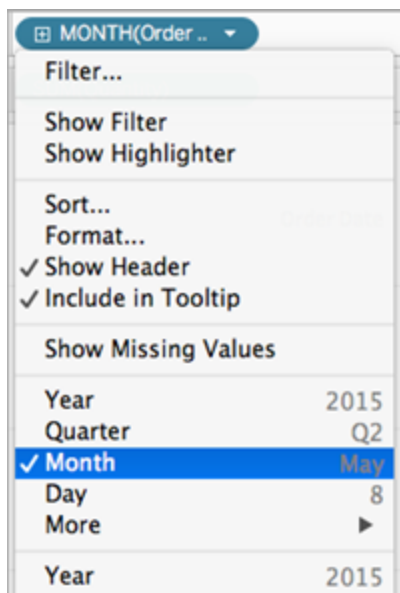 MONTH(Order ..
Filter...
Show Filter
Show Highlighter
Sort...
Format...
✓ Show Header
✓ Include in Tooltip
Show Missing Values
Year 2015
Quarter Q2
✓ Month May
Day 8
More ▶
Year 2015